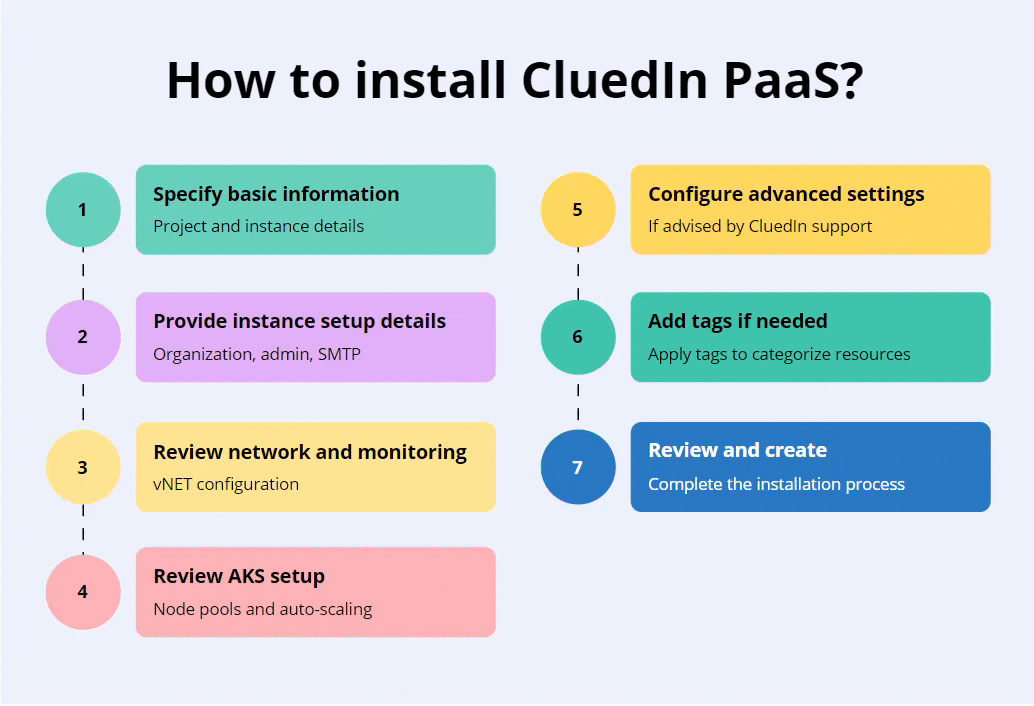 How to install CluedIn PaaS?
1
Specify basic information
Project and instance details
2
Provide instance setup details
Organization, admin, SMTP
3
Review network and monitoring
vNET configuration
4
Review AKS setup
Node pools and auto-scaling
5
Configure advanced settings
If advised by CluedIn support
6
Add tags if needed
Apply tags to categorize resources
7
Review and create
Complete the installation process